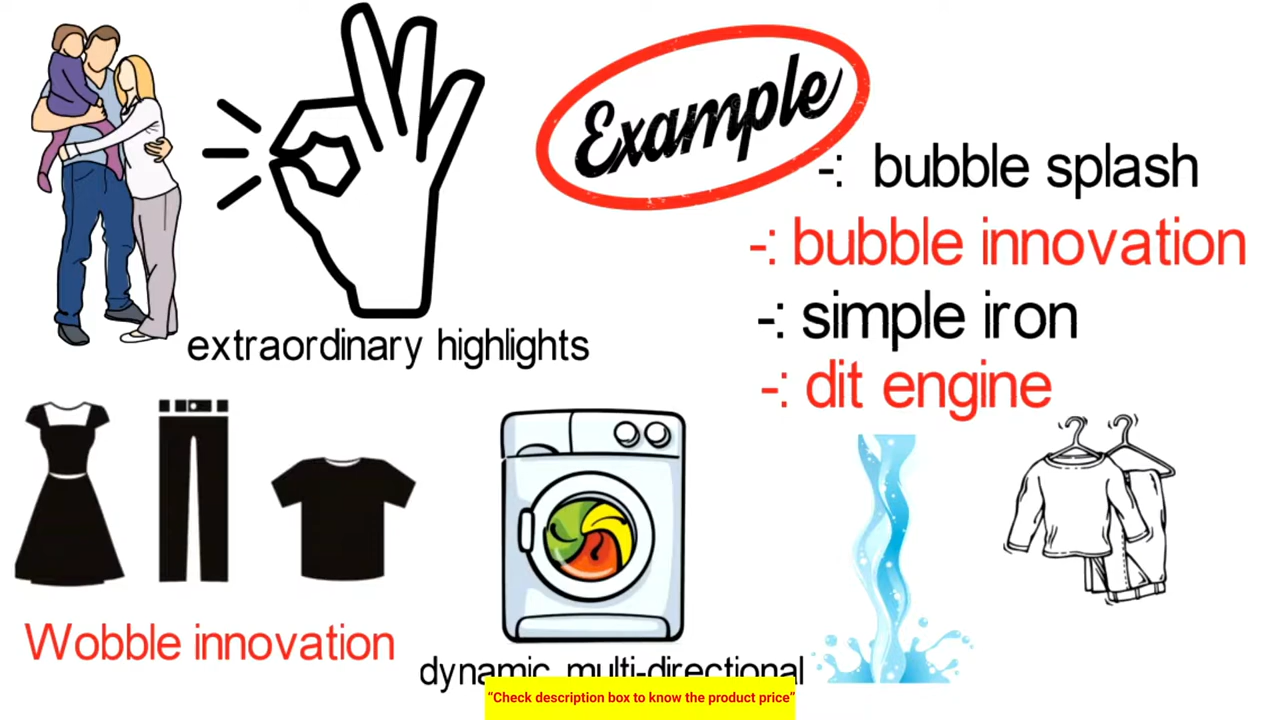 Example
-: bubble splash
-: bubble innovation
-: simple iron
extraordinary highlights
-: dit engine
Wobble innovation
dynamic multi-directional
"Check description box to know the product price"